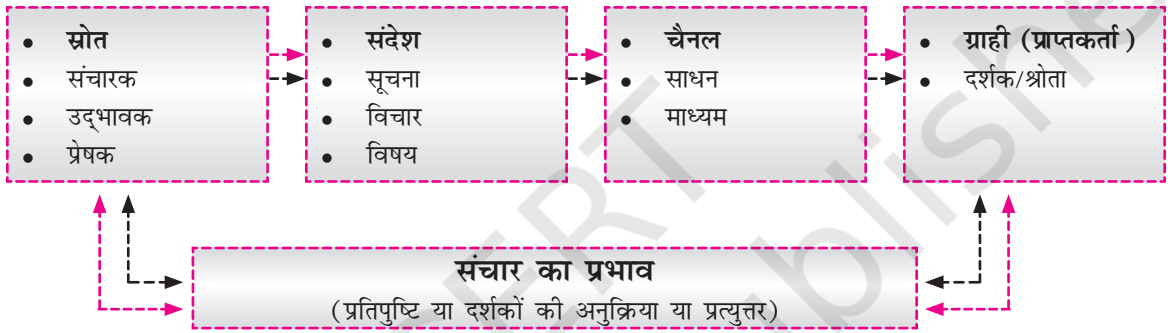 • स्रोत
• संचारक
• उद्‌भावक
• प्रेषक
• संदेश
• सूचना
• विचार
• विषय
• चैनल
• साधन
• माध्यम
• ग्राही (प्राप्तकर्ता)
• दर्शक/श्रोता
संचार का प्रभाव
(प्रतिपुष्टि या दर्शकों की अनुक्रिया या प्रत्युत्तर)